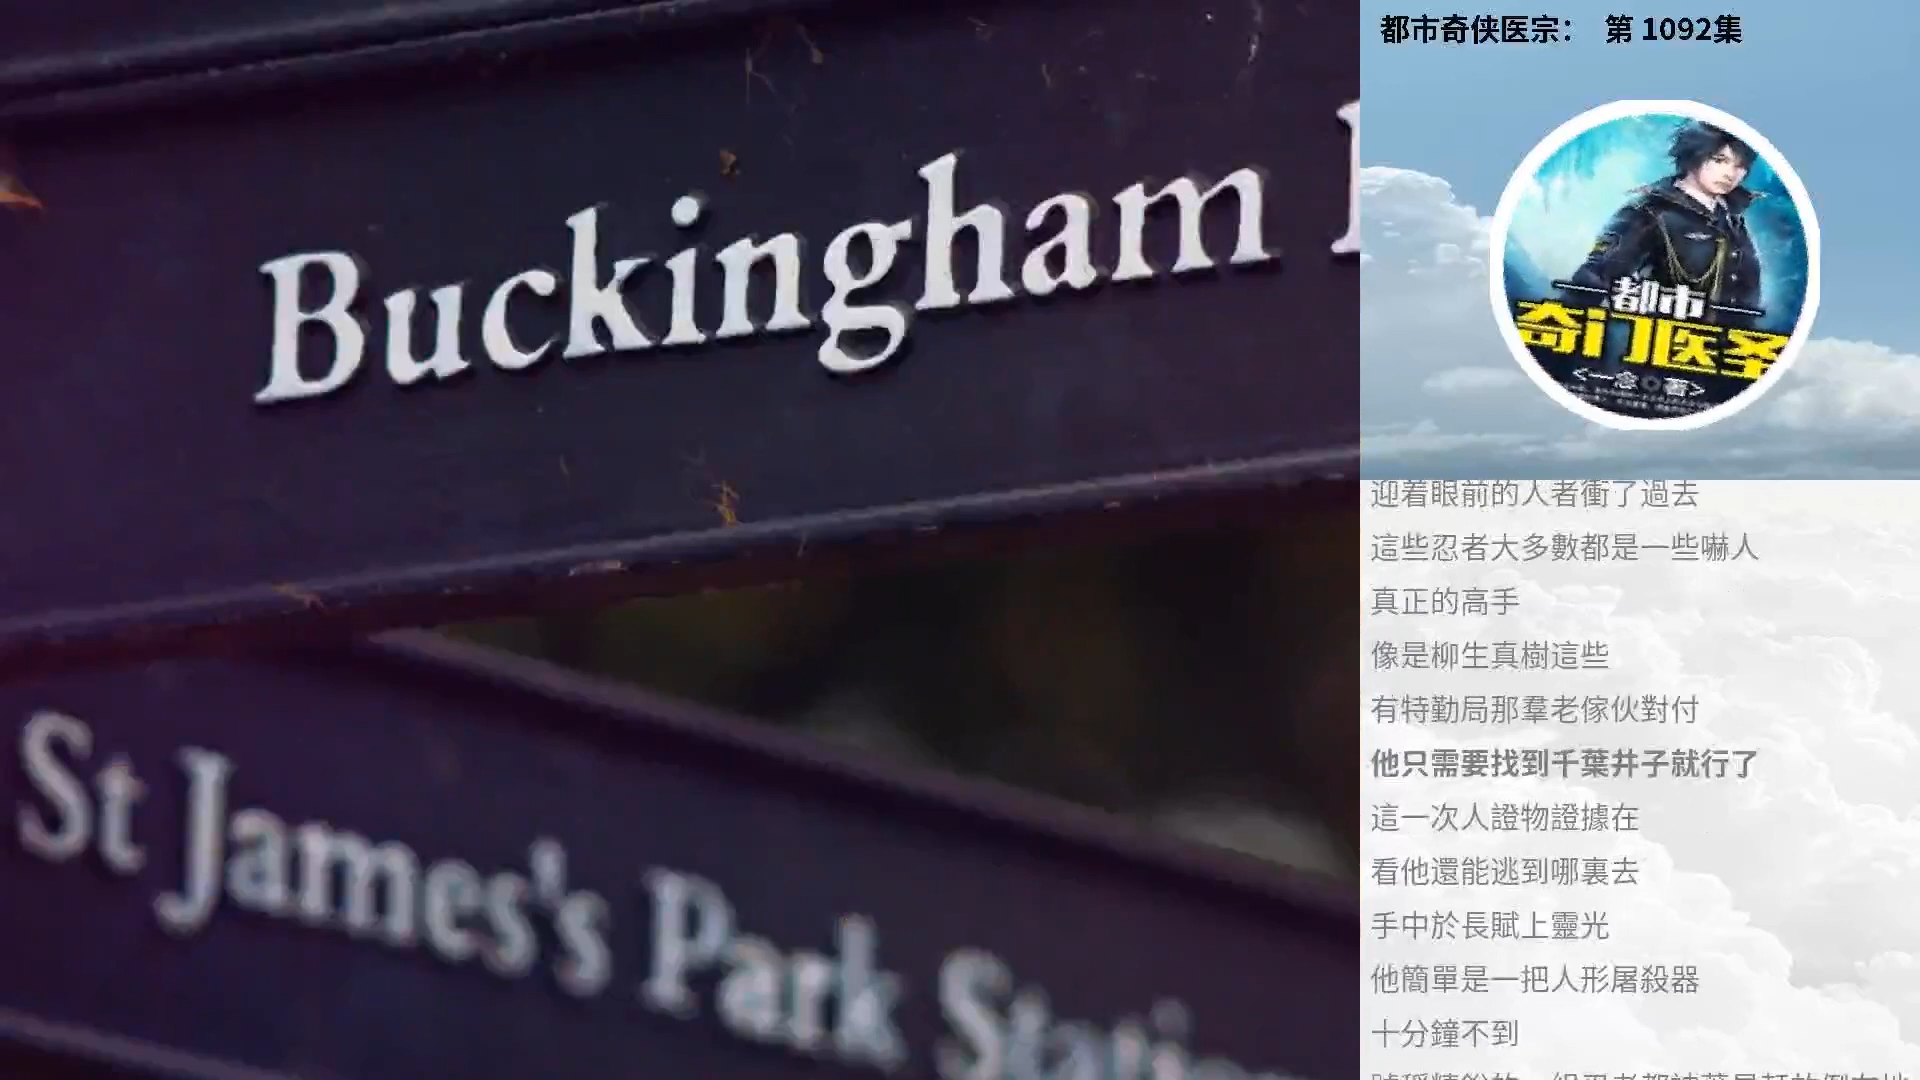 Buckingham
St James's Park Station
都市奇侠医宗： 第 1092集
都市
奇门医圣
迎着眼前的人者衝了過去
這些忍者大多數都是一些嚇人
真正的高手
像是柳生真樹這些
有特勤局那羣老傢伙對付
他只需要找到千葉井子就行了
這一次人證物證據在
看他還能逃到哪裏去
手中於長賦上靈光
他簡單是一把人形屠殺器
十分鐘不到